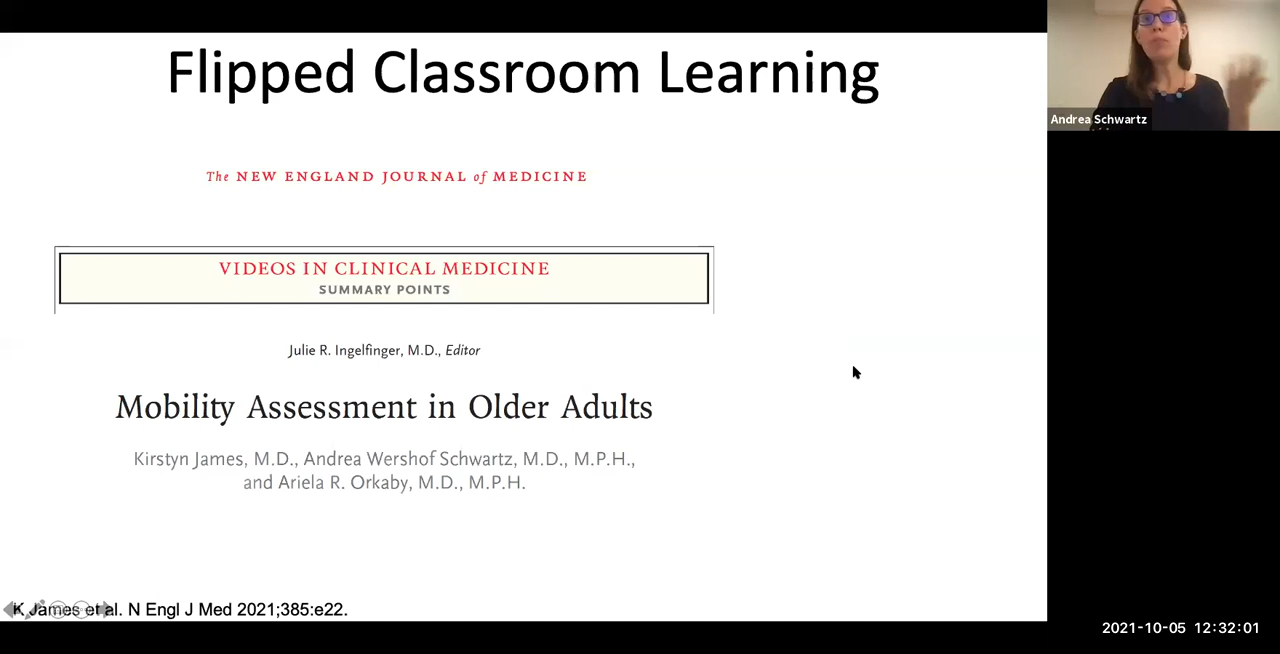 Flipped Classroom Learning
Andrea Schwartz
The NEW ENGLAND JOURNAL of MEDICINE
VIDEOS IN CLINICAL MEDICINE
SUMMARY POINTS
Julie R. Ingelfinger, M.D., Editor
Mobility Assessment in Older Adults
Kirstyn James, M.D., Andrea Wershof Schwartz, M.D., M.P.H.,
and Ariela R. Orkaby, M.D., M.P.H.
K James et al. N Engl J Med 2021;385:e22.
2021-10-05 12:32:01